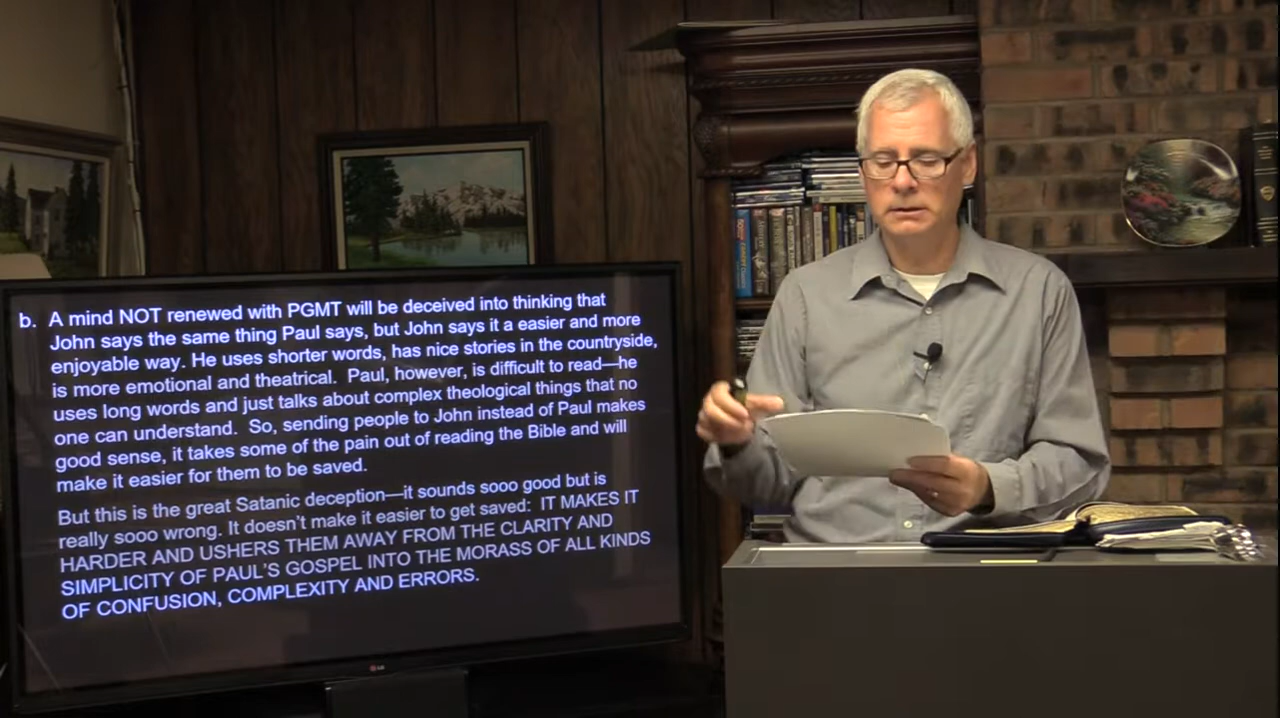 b. A mind NOT renewed with PGMT will be deceived into thinking that
John says the same thing Paul says, but John says it a easier and more
enjoyable way. He uses shorter words, has nice stories in the countryside,
is more emotional and theatrical. Paul, however, is difficult to read—he
uses long words and just talks about complex theological things that no
one can understand. So, sending people to John instead of Paul makes
good sense, it takes some of the pain out of reading the Bible and will
make it easier for them to be saved.
But this is the great Satanic deception—it sounds sooo good but is
really sooo wrong. It doesn't make it easier to get saved: IT MAKES IT
HARDER AND USHERS THEM AWAY FROM THE CLARITY AND
SIMPLICITY OF PAUL'S GOSPEL INTO THE MORASS OF ALL KINDS
OF CONFUSION, COMPLEXITY AND ERRORS.
LG